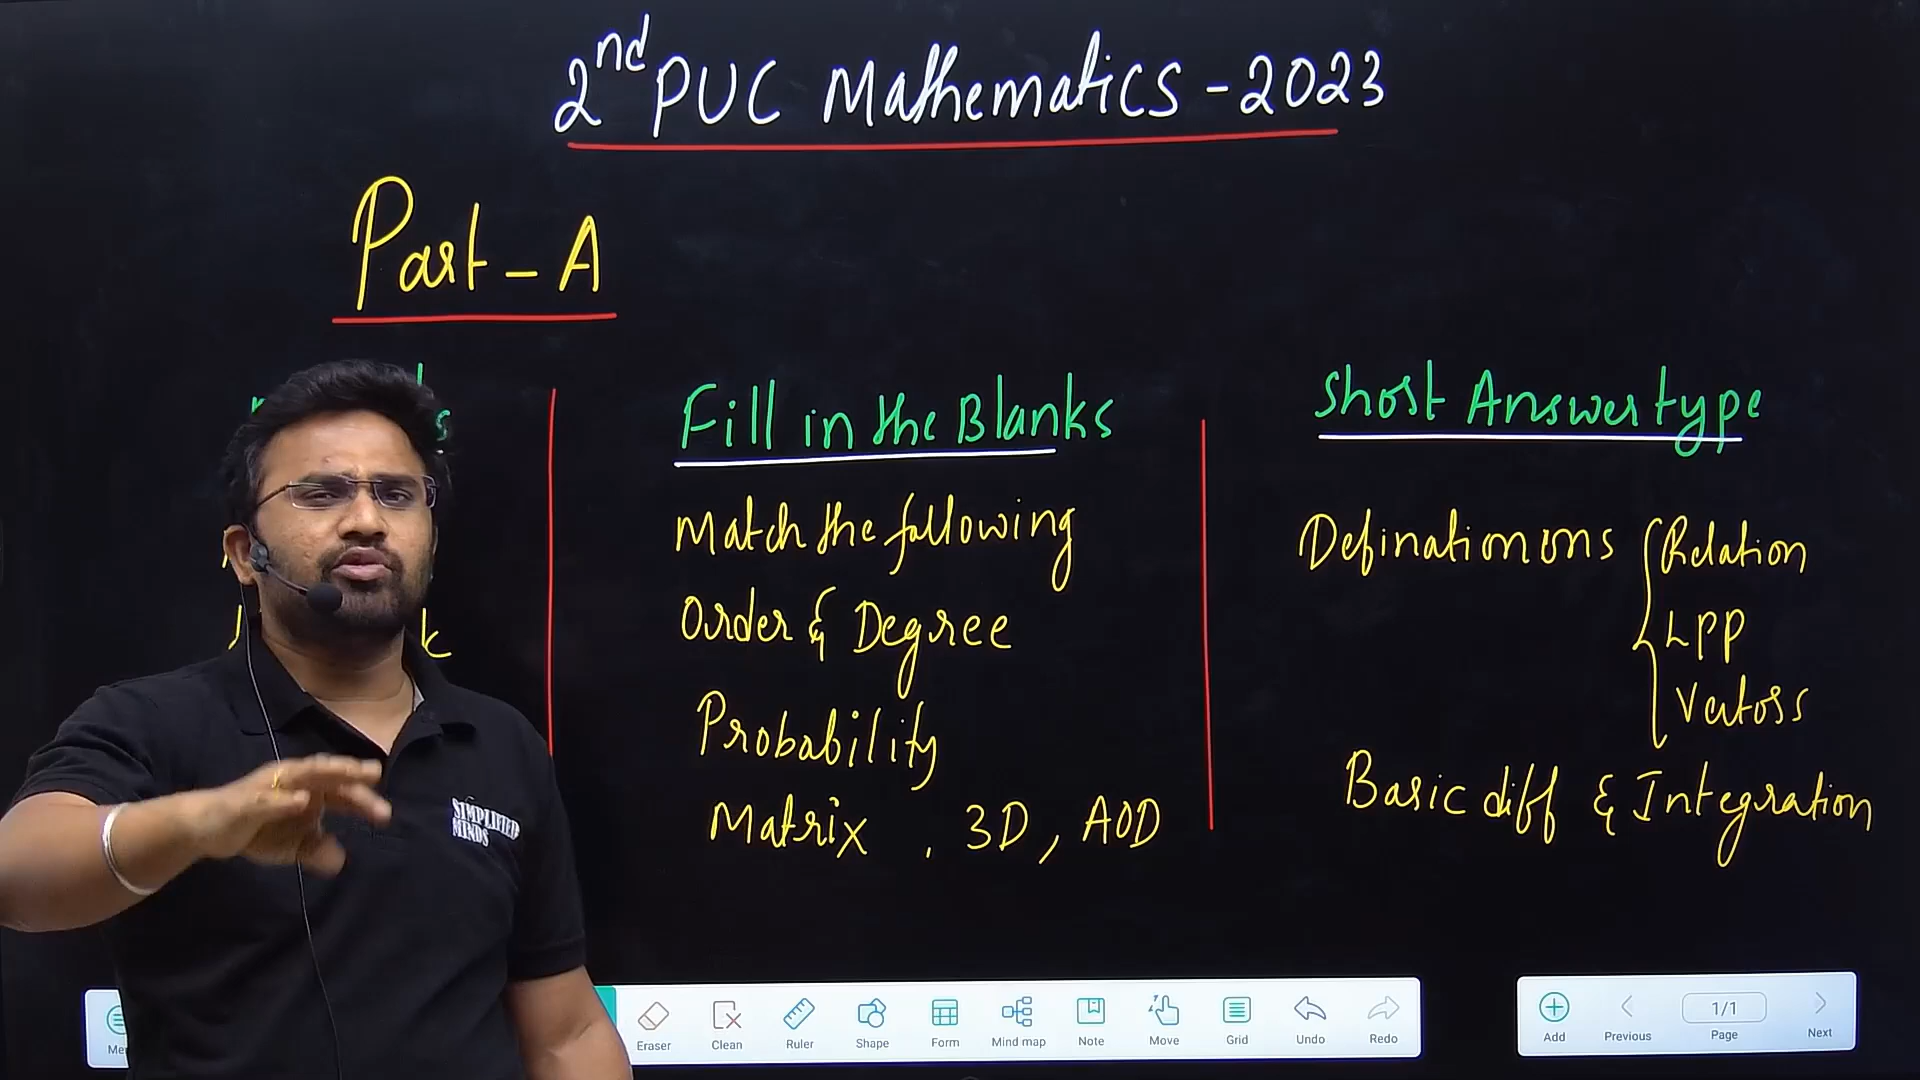 2nd PUC Mathematics - 2023
Part - A
Fill in the Blanks
Match the following
Order & Degree
Probability
Matrix , 3D, AOD
Short Answer type
Definationons
Relation
LPP
Vectors
Basic diff & Integration
SIMPLIFIED
MINDS
Eraser
Clean
Ruler
Shape
Form
Mind map
Note
Move
Grid
Undo
Redo
Add
Previous
1/1
Page
Next